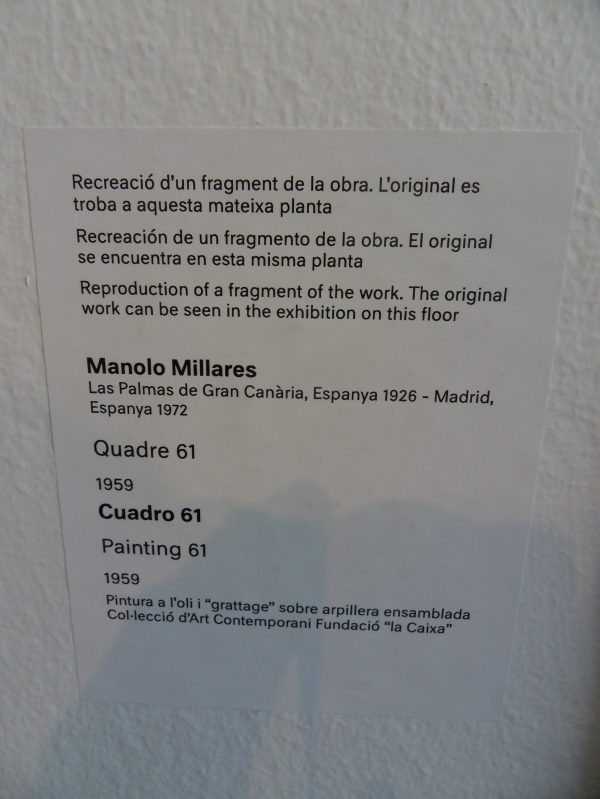 Recreació d'un fragment de la obra. L'original es
troba a aquesta mateixa planta
Recreación de un fragmento de la obra. El original
se encuentra en esta misma planta
Reproduction of a fragment of the work. The original
work can be seen in the exhibition on this floor
Manolo Millares
Las Palmas de Gran Canària, Espanya 1926 - Madrid,
Espanya 1972
Quadre 61
1959
Cuadro 61
Painting 61
1959
Pintura a l'oli i “grattage” sobre arpillera ensamblada
Col·lecció d'Art Contemporani Fundació “la Caixa”